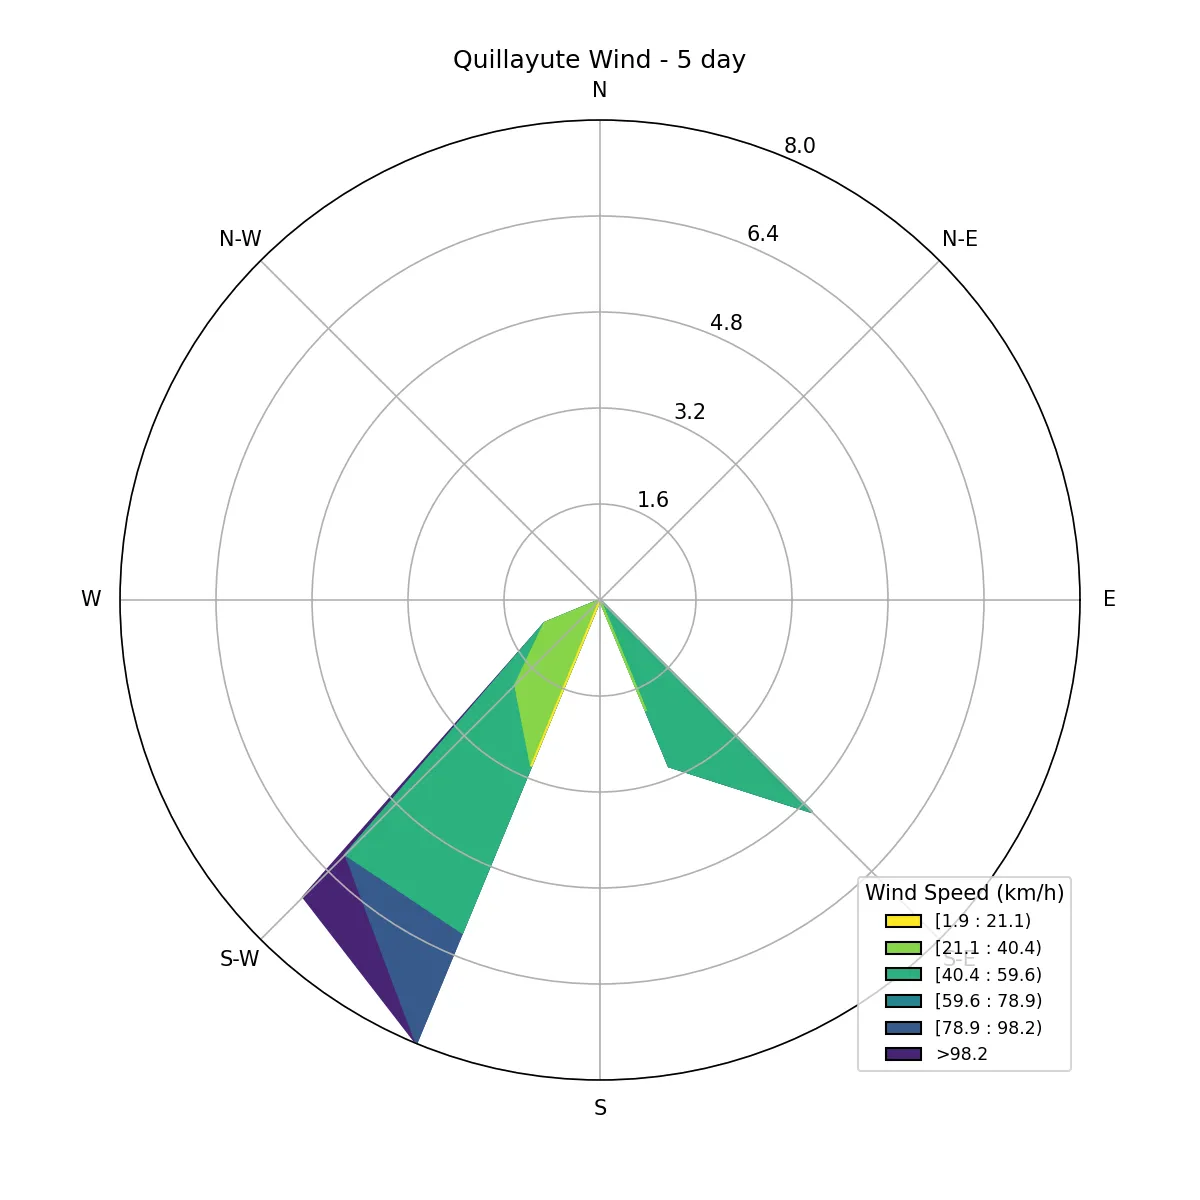 Quillayute Wind - 5 day
N
8.0
N-W
6.4
N-E
4.8
3.2
1.6
W
E
Wind Speed (km/h)
[1.9 : 21.1)
[21.1 : 40.4)
S-W
S-E
[40.4 : 59.6)
[59.6 : 78.9)
[78.9 : 98.2)
>98.2
S